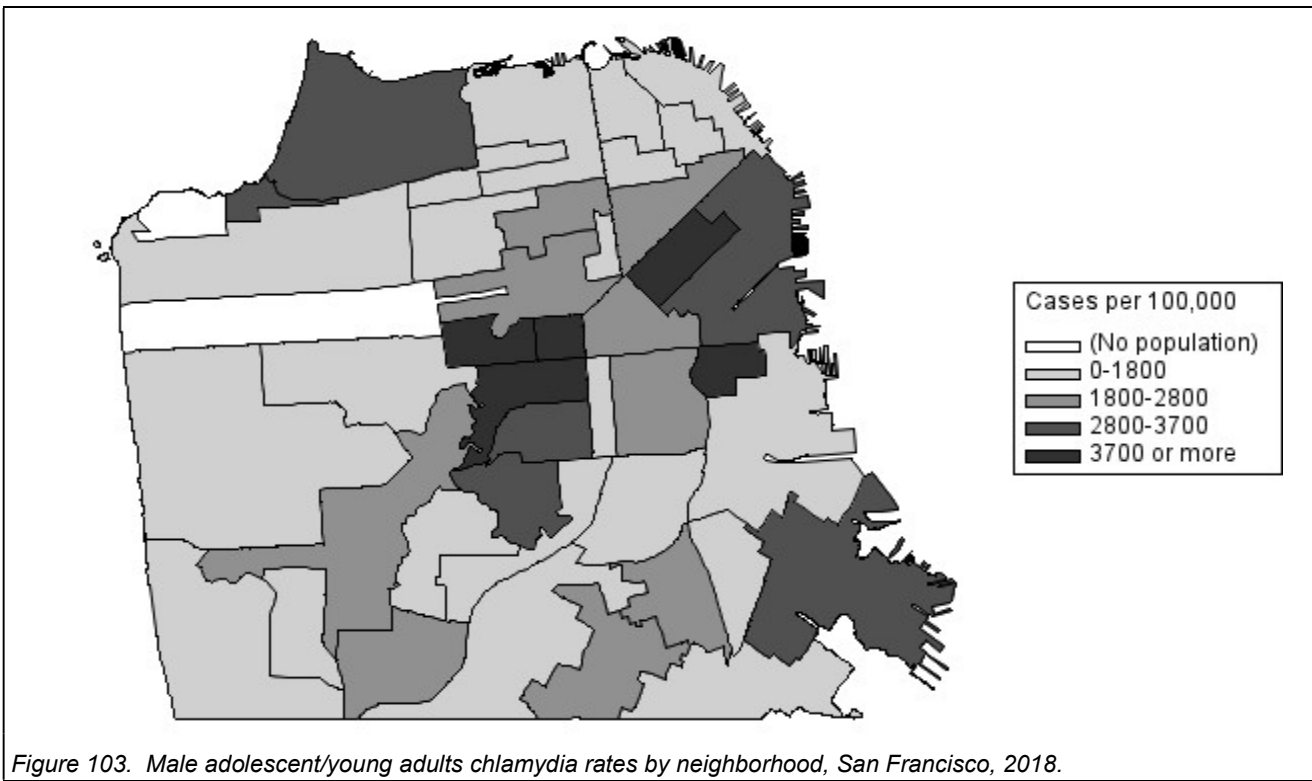 Cases per 100,000
(No population)
0-1800
1800-2800
2800-3700
3700 or more
Figure 103. Male adolescent/young adults chlamydia rates by neighborhood, San Francisco, 2018.